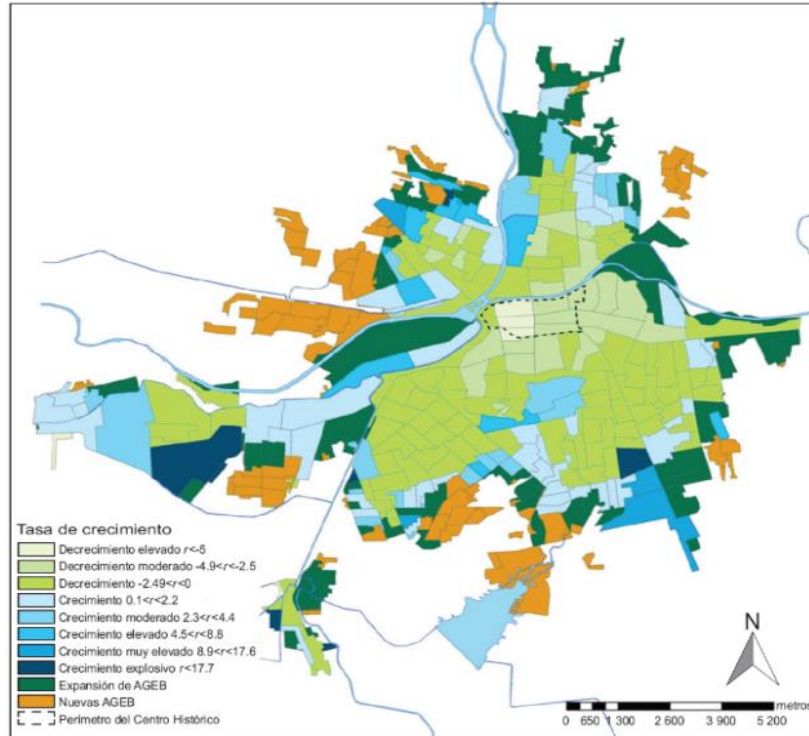 Tasa de crecimiento
Decrecimiento elevado r<-5
Decrecimiento moderado -4.9<r<-2.5
Decrecimiento -2.49<r<0
Crecimiento 0.1<r<2.2
Crecimiento moderado 2.3<r<4.4
Crecimiento elevado 4.5<r<8.8
Crecimiento muy elevado 8.9<r<17.6
Crecimiento explosivo r<17.7
Expansión de AGEB
Nuevas AGEB
Perímetro del Centro Histórico
N
metros
0 650 1 300 2 600 3 900 5 200